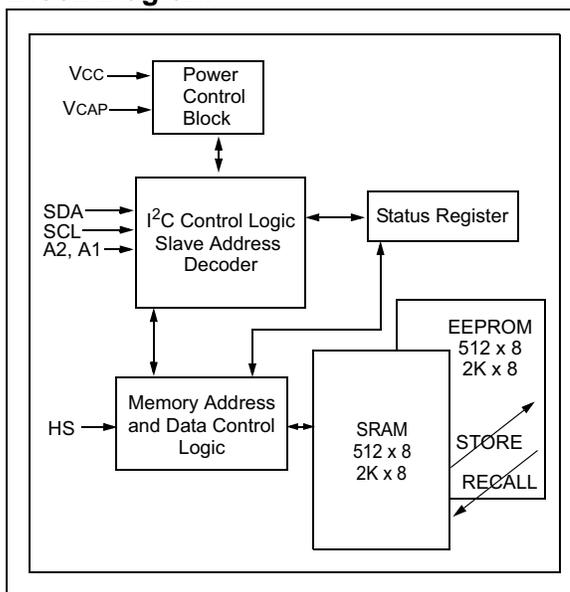 VCC
VCAP
Power
Control
Block
SDA
SCL
A2, A1
I²C Control Logic
Slave Address
Decoder
Status Register
EEPROM
512 x 8
2K x 8
HS
Memory Address
and Data Control
Logic
SRAM
512 x 8
2K x 8
STORE
RECALL